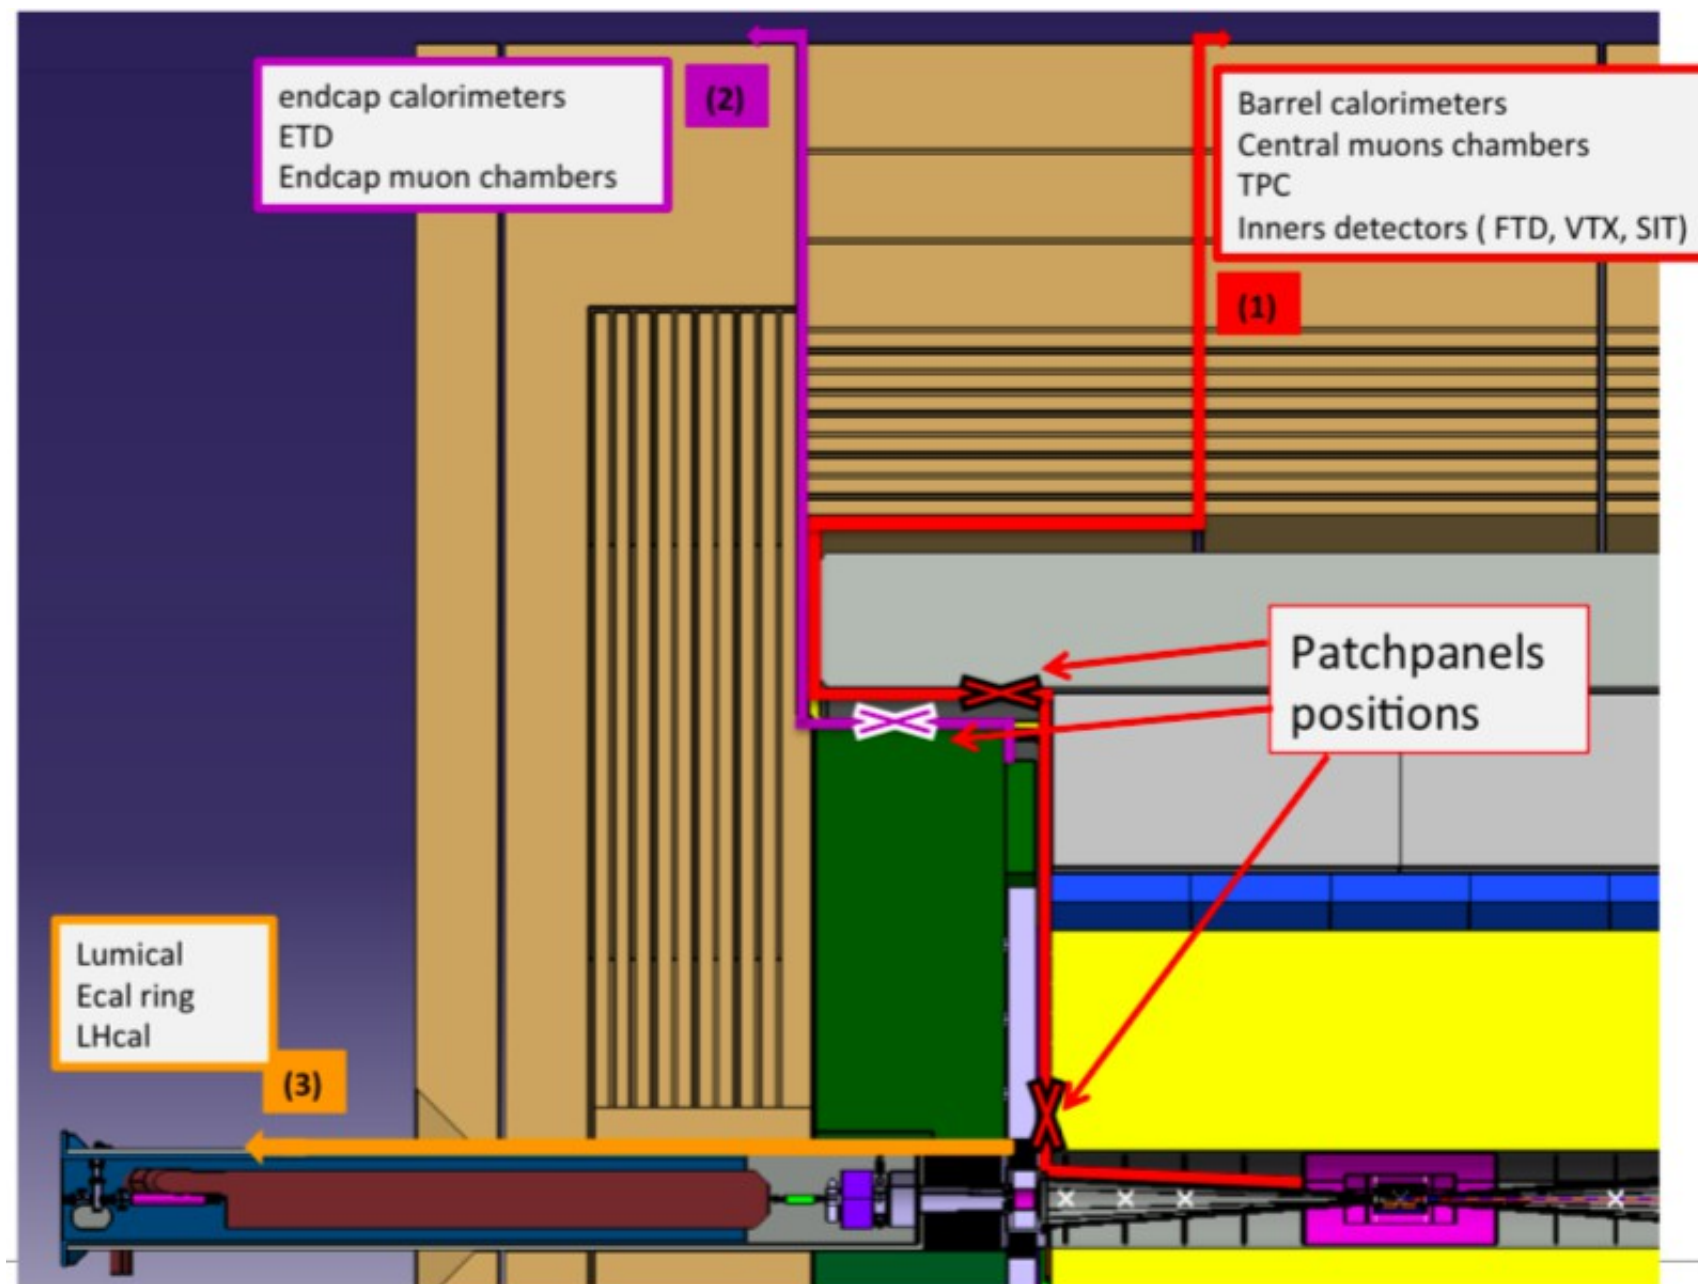 endcap calorimeters
ETD
Endcap muon chambers
(2)
Barrel calorimeters
Central muons chambers
TPC
Inners detectors ( FTD, VTX, SIT)
(1)
Patchpanels
positions
Lumical
Ecal ring
LHcal
(3)